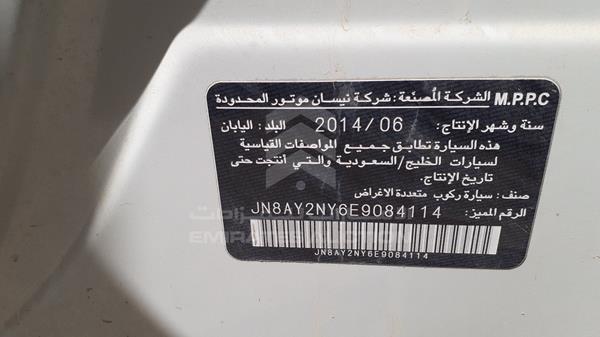 M.P.P.C الشركة المصنعة: شركة نيسان موتور المحدودة
سنة وشهر الإنتاج: 2014/06 البلد: اليابان
هذه السيارة تطابق جميع المواصفات القياسية
لسيارات الخليج/السعودية والتي أنتجت حتى
تاريخ الإنتاج.
صنف: سيارة ركوب متعددة الاغراض
الرقم المميز: JN8AY2NY6E9084114
JN8AY2NY6E9084114